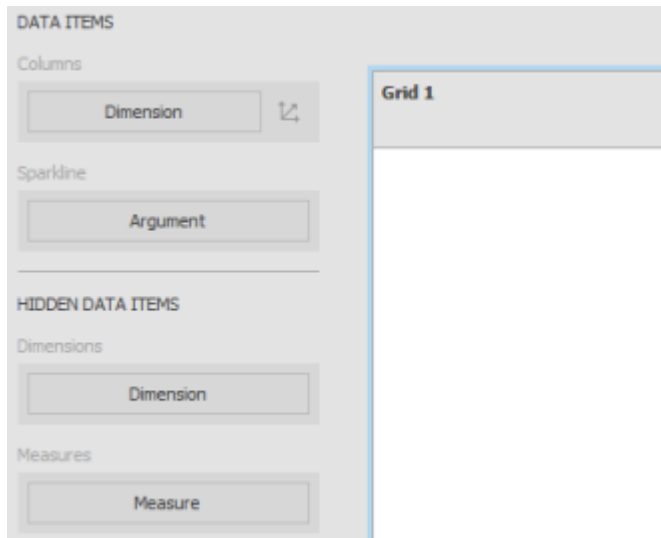 DATA ITEMS
Columns
Dimension
Sparkline
Argument
HIDDEN DATA ITEMS
Dimensions
Dimension
Measures
Measure
Grid 1